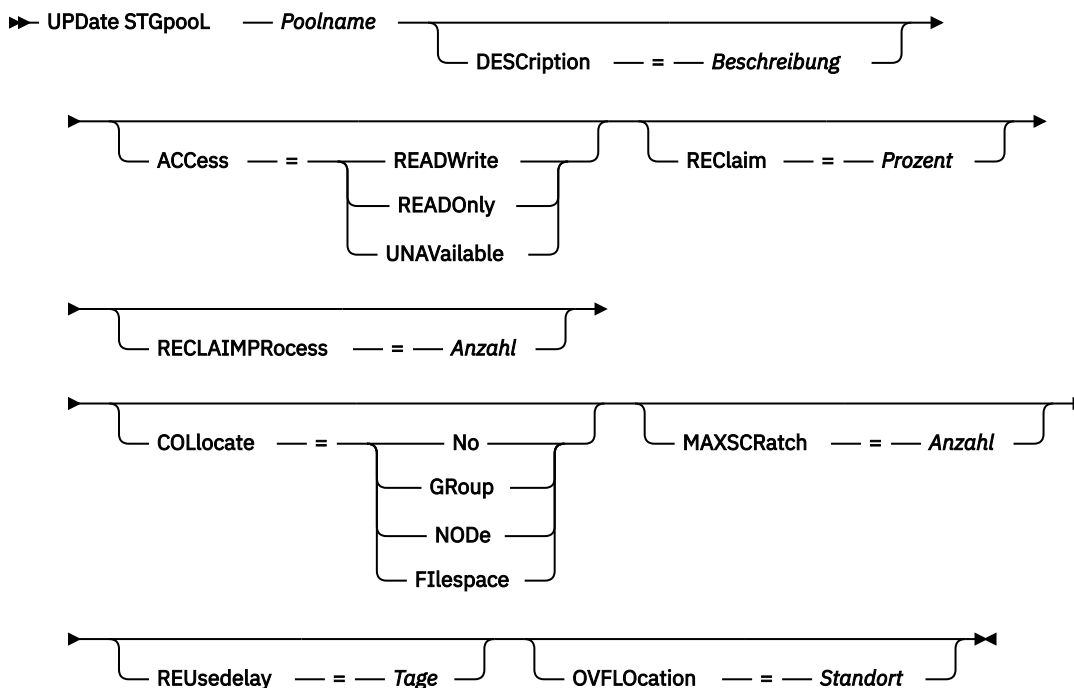 UPDate STGpooL Poolname
DESCription = Beschreibung
ACCess = READWrite
REClaim = Prozent
READOnly
UNAVailable
RECLAIMPRocess = Anzahl
COLlocate = No
MAXSCRatch = Anzahl
GRoup
NODe
FIlespace
REUsedelay = Tage
OVFLOcation = Standort